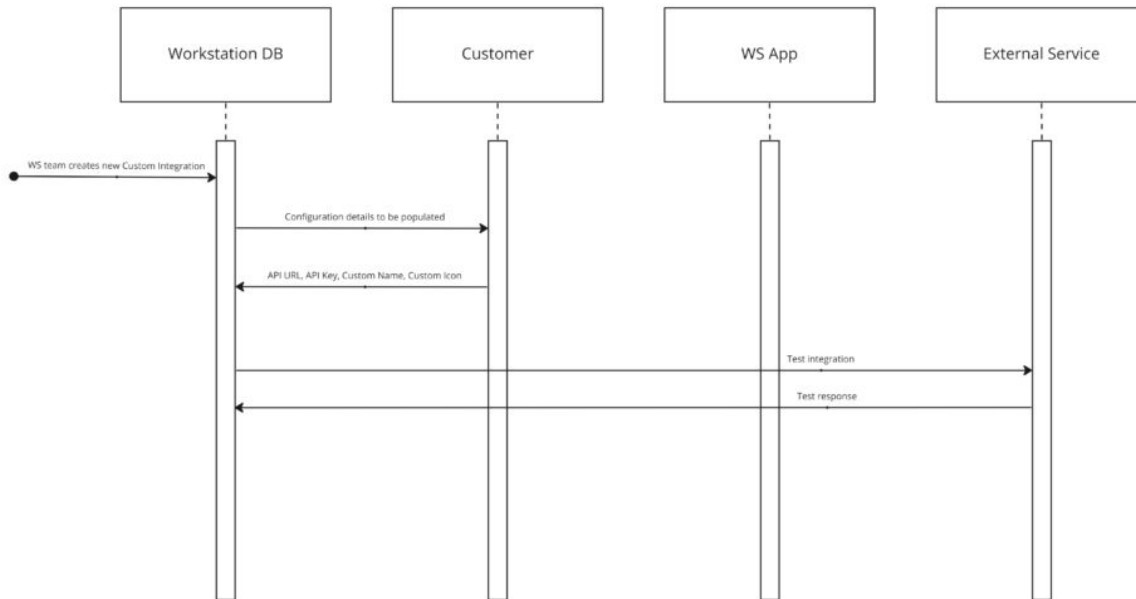 Workstation DB
Customer
WS App
External Service
WS team creates new Custom Integration
Configuration details to be populated
API URL, API Key, Custom Name, Custom Icon
Test integration
Test response